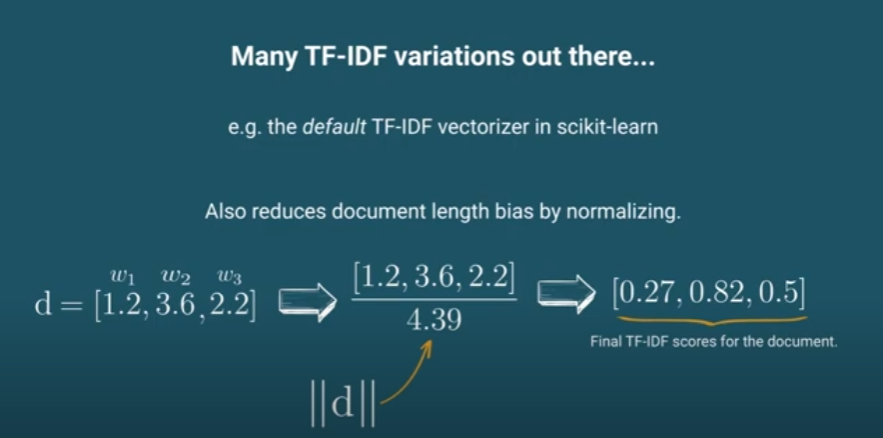 Many TF-IDF variations out there...
e.g. the default TF-IDF vectorizer in scikit-learn
Also reduces document length bias by normalizing.
w₁ w₂ w₃
d = [1.2, 3.6, 2.2]
[1.2, 3.6, 2.2]
4.39
[0.27, 0.82, 0.5]
Final TF-IDF scores for the document.
||d||